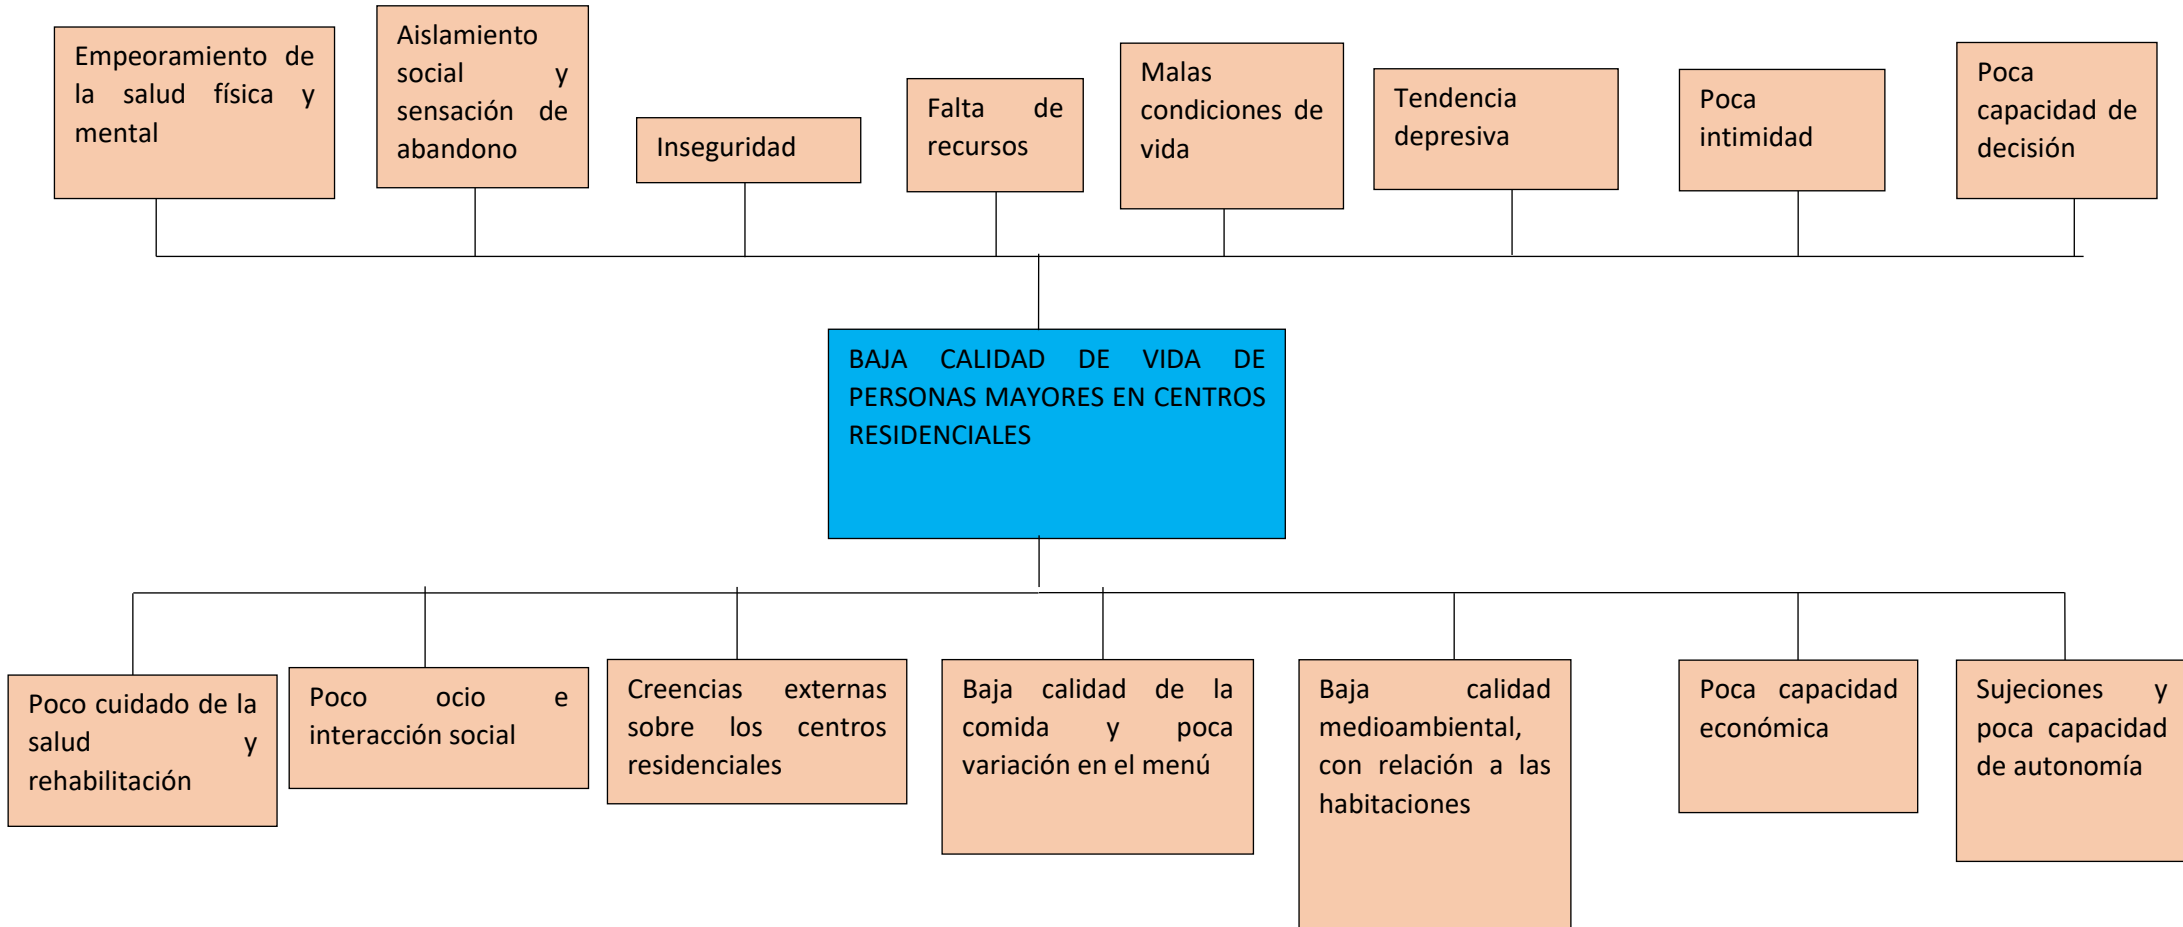 Empeoramiento de
la salud física y
mental
Aislamiento
social y
sensación de
abandono
Inseguridad
Falta de
recursos
Malas
condiciones de
vida
Tendencia
depresiva
Poca
intimidad
Poca
capacidad de
decisión
BAJA CALIDAD DE VIDA DE
PERSONAS MAYORES EN CENTROS
RESIDENCIALES
Poco cuidado de la
salud y
rehabilitación
Poco ocio e
interacción social
Creencias externas
sobre los centros
residenciales
Baja calidad de la
comida y poca
variación en el menú
Baja calidad
medioambiental,
con relación a las
habitaciones
Poca capacidad
económica
Sujeciones y
poca capacidad
de autonomía